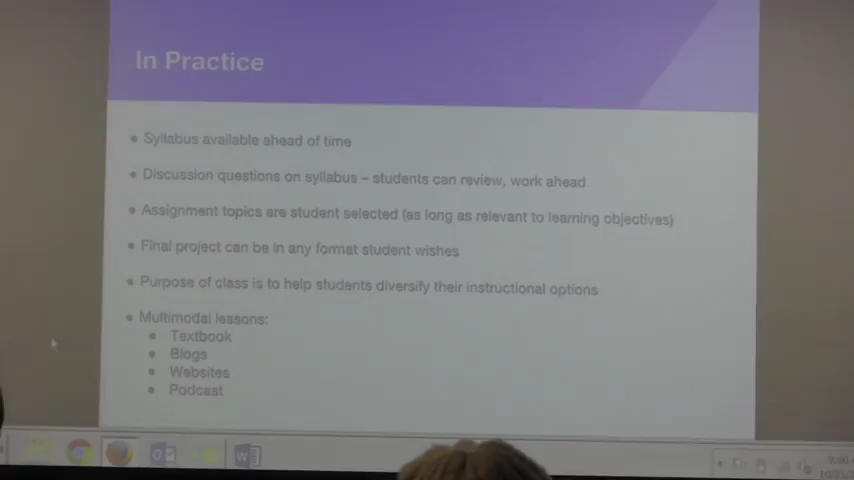 In Practice
Syllabus available ahead of time
Discussion questions on syllabus – students can review, work ahead
Assignment topics are student selected (as long as relevant to learning objectives)
Final project can be in any format student wishes
Purpose of class is to help students diversify their instructional options
Multimodal lessons:
Textbook
Blogs
Websites
Podcast